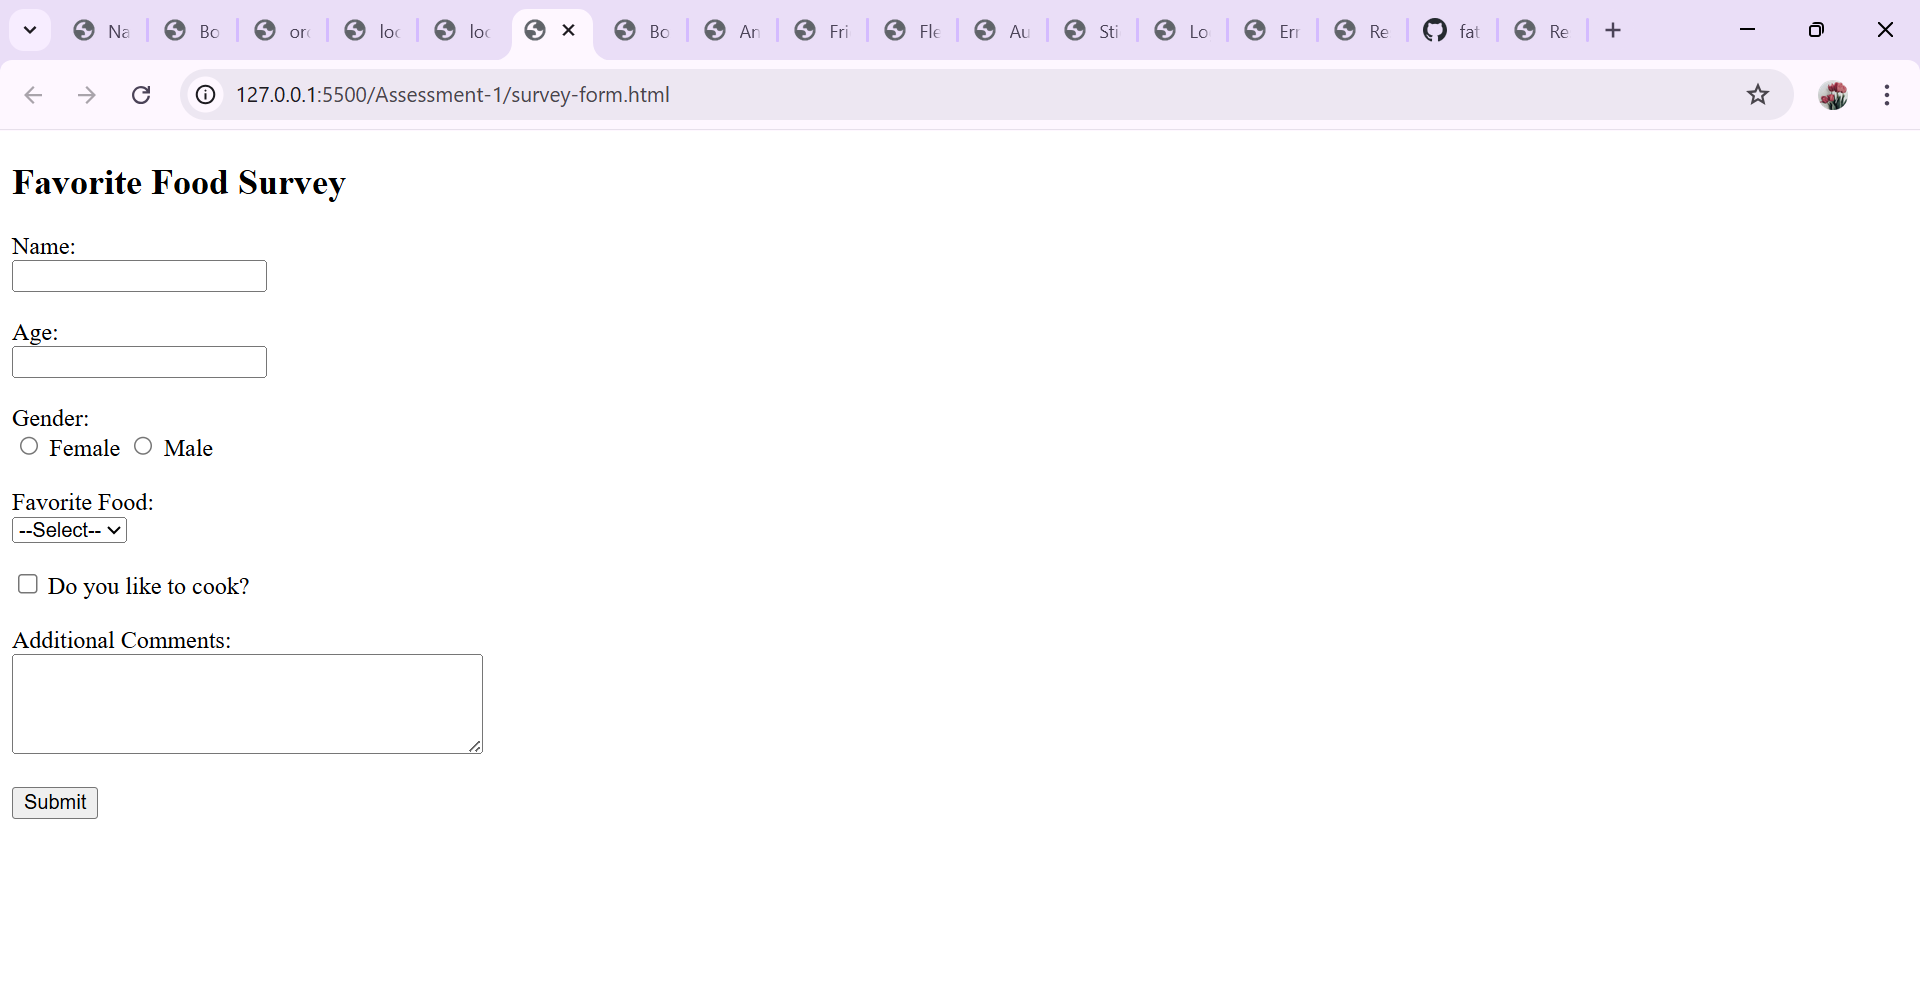 Na
Bo
loc
loc
Bo
An
Fri
Fle
Au
Sti
Lo
Err
Re
fat
Re
127.0.0.1:5500/Assessment-1/survey-form.html
Favorite Food Survey
Name:
Age:
Gender:
Female Male
Favorite Food:
--Select--
Do you like to cook?
Additional Comments:
Submit